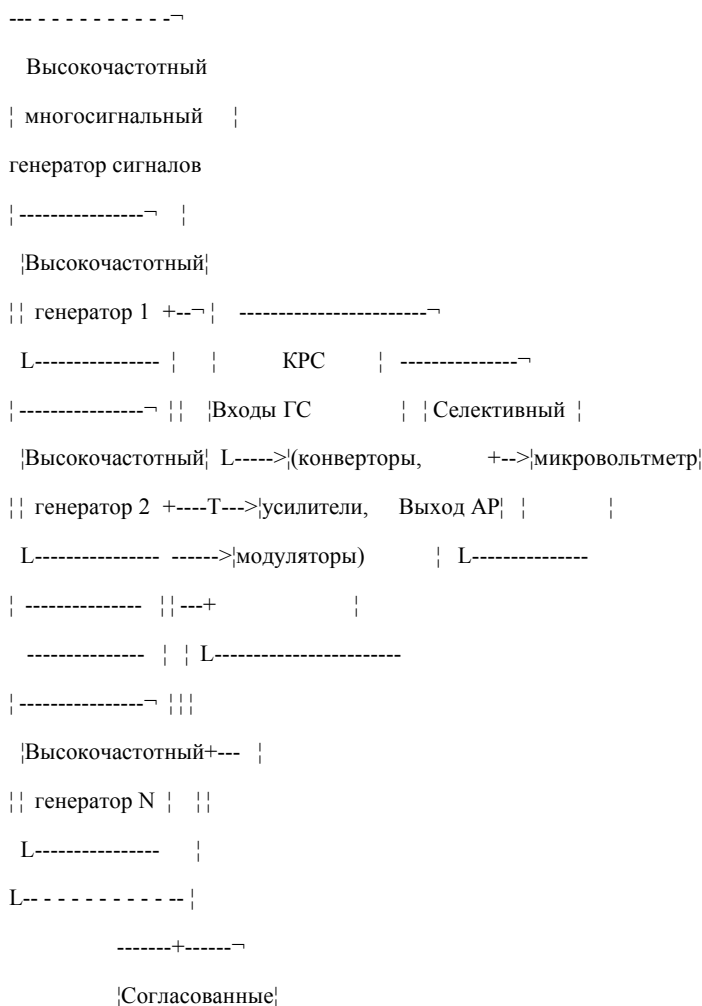 --- - - - - - - - - - -¬
Высокочастотный
¦ многосигнальный ¦
генератор сигналов
¦ ----------------¬ ¦
¦Высокочастотный¦
¦¦ генератор 1 +--¬ ¦ ------------------------¬
L---------------- ¦ ¦ КРС ¦ ---------------¬
¦ ----------------¬ ¦¦ ¦Входы ГС ¦ ¦ Селективный ¦
¦Высокочастотный¦ L----->¦(конверторы, +-->¦микровольтметр¦
¦¦ генератор 2 +----T--->¦усилители, Выход АР¦ ¦ ¦
L---------------- ------>¦модуляторы) ¦ L---------------
¦ --------------- ¦¦ ---+ ¦
--------------- ¦ ¦ L------------------------
¦ ----------------¬ ¦¦¦
¦Высокочастотный+--- ¦
¦¦ генератор N ¦ ¦¦
L---------------- ¦
L-- - - - - - - - - - -- ¦
-------+------¬
¦Согласованные¦